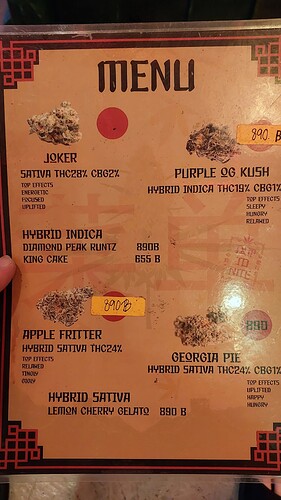 MENU
JOKER
SATIVA THC28% CBG2%
TOP EFFECTS
ENERGETIC
FOCUSED
UPLIFTED
890 B
PURPLE OG KUSH
HYBRID INDICA THC19% CBG1%
TOP EFFECTS
SLEEPY
HUNGRY
RELAXED
HYBRID INDICA
DIAMOND PEAK RUNTZ 890B
KING CAKE 655 B
890 B
APPLE FRITTER
HYBRID SATIVA THC24%
TOP EFFECTS
RELAXED
TINGLY
890
GEORGIA PIE
HYBRID SATIVA THC24% CBG1%
TOP EFFECTS
UPLIFTED
HAPPY
HUNGRY
HYBRID SATIVA
LEMON CHERRY GELATO 890 B